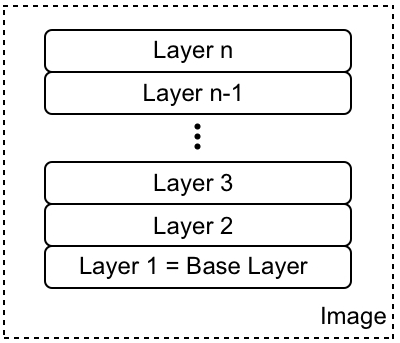 Layer n
Layer n-1
Layer 3
Layer 2
Layer 1 = Base Layer
Image